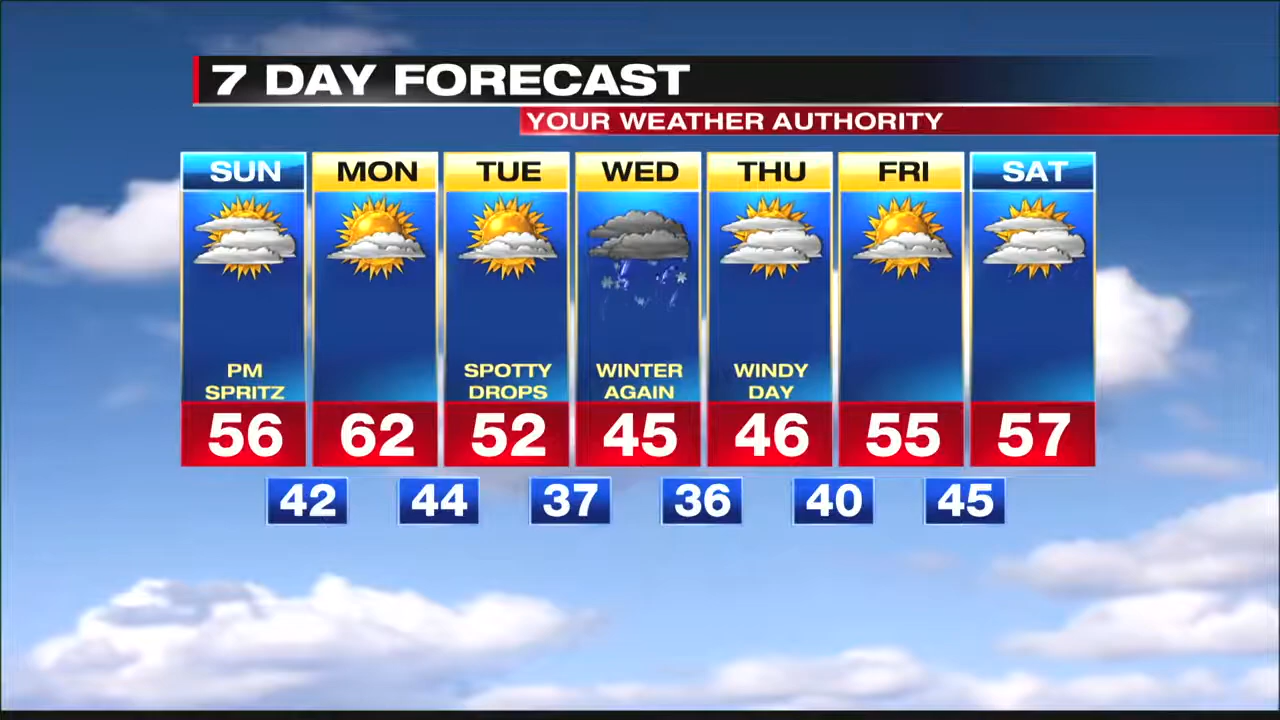 7 DAY FORECAST
YOUR WEATHER AUTHORITY
SUN MON TUE WED THU FRI SAT
PM SPOTTY WINTER WINDY
SPRITZ DROPS AGAIN DAY
56 62 52 45 46 55 57
42 44 37 36 40 45